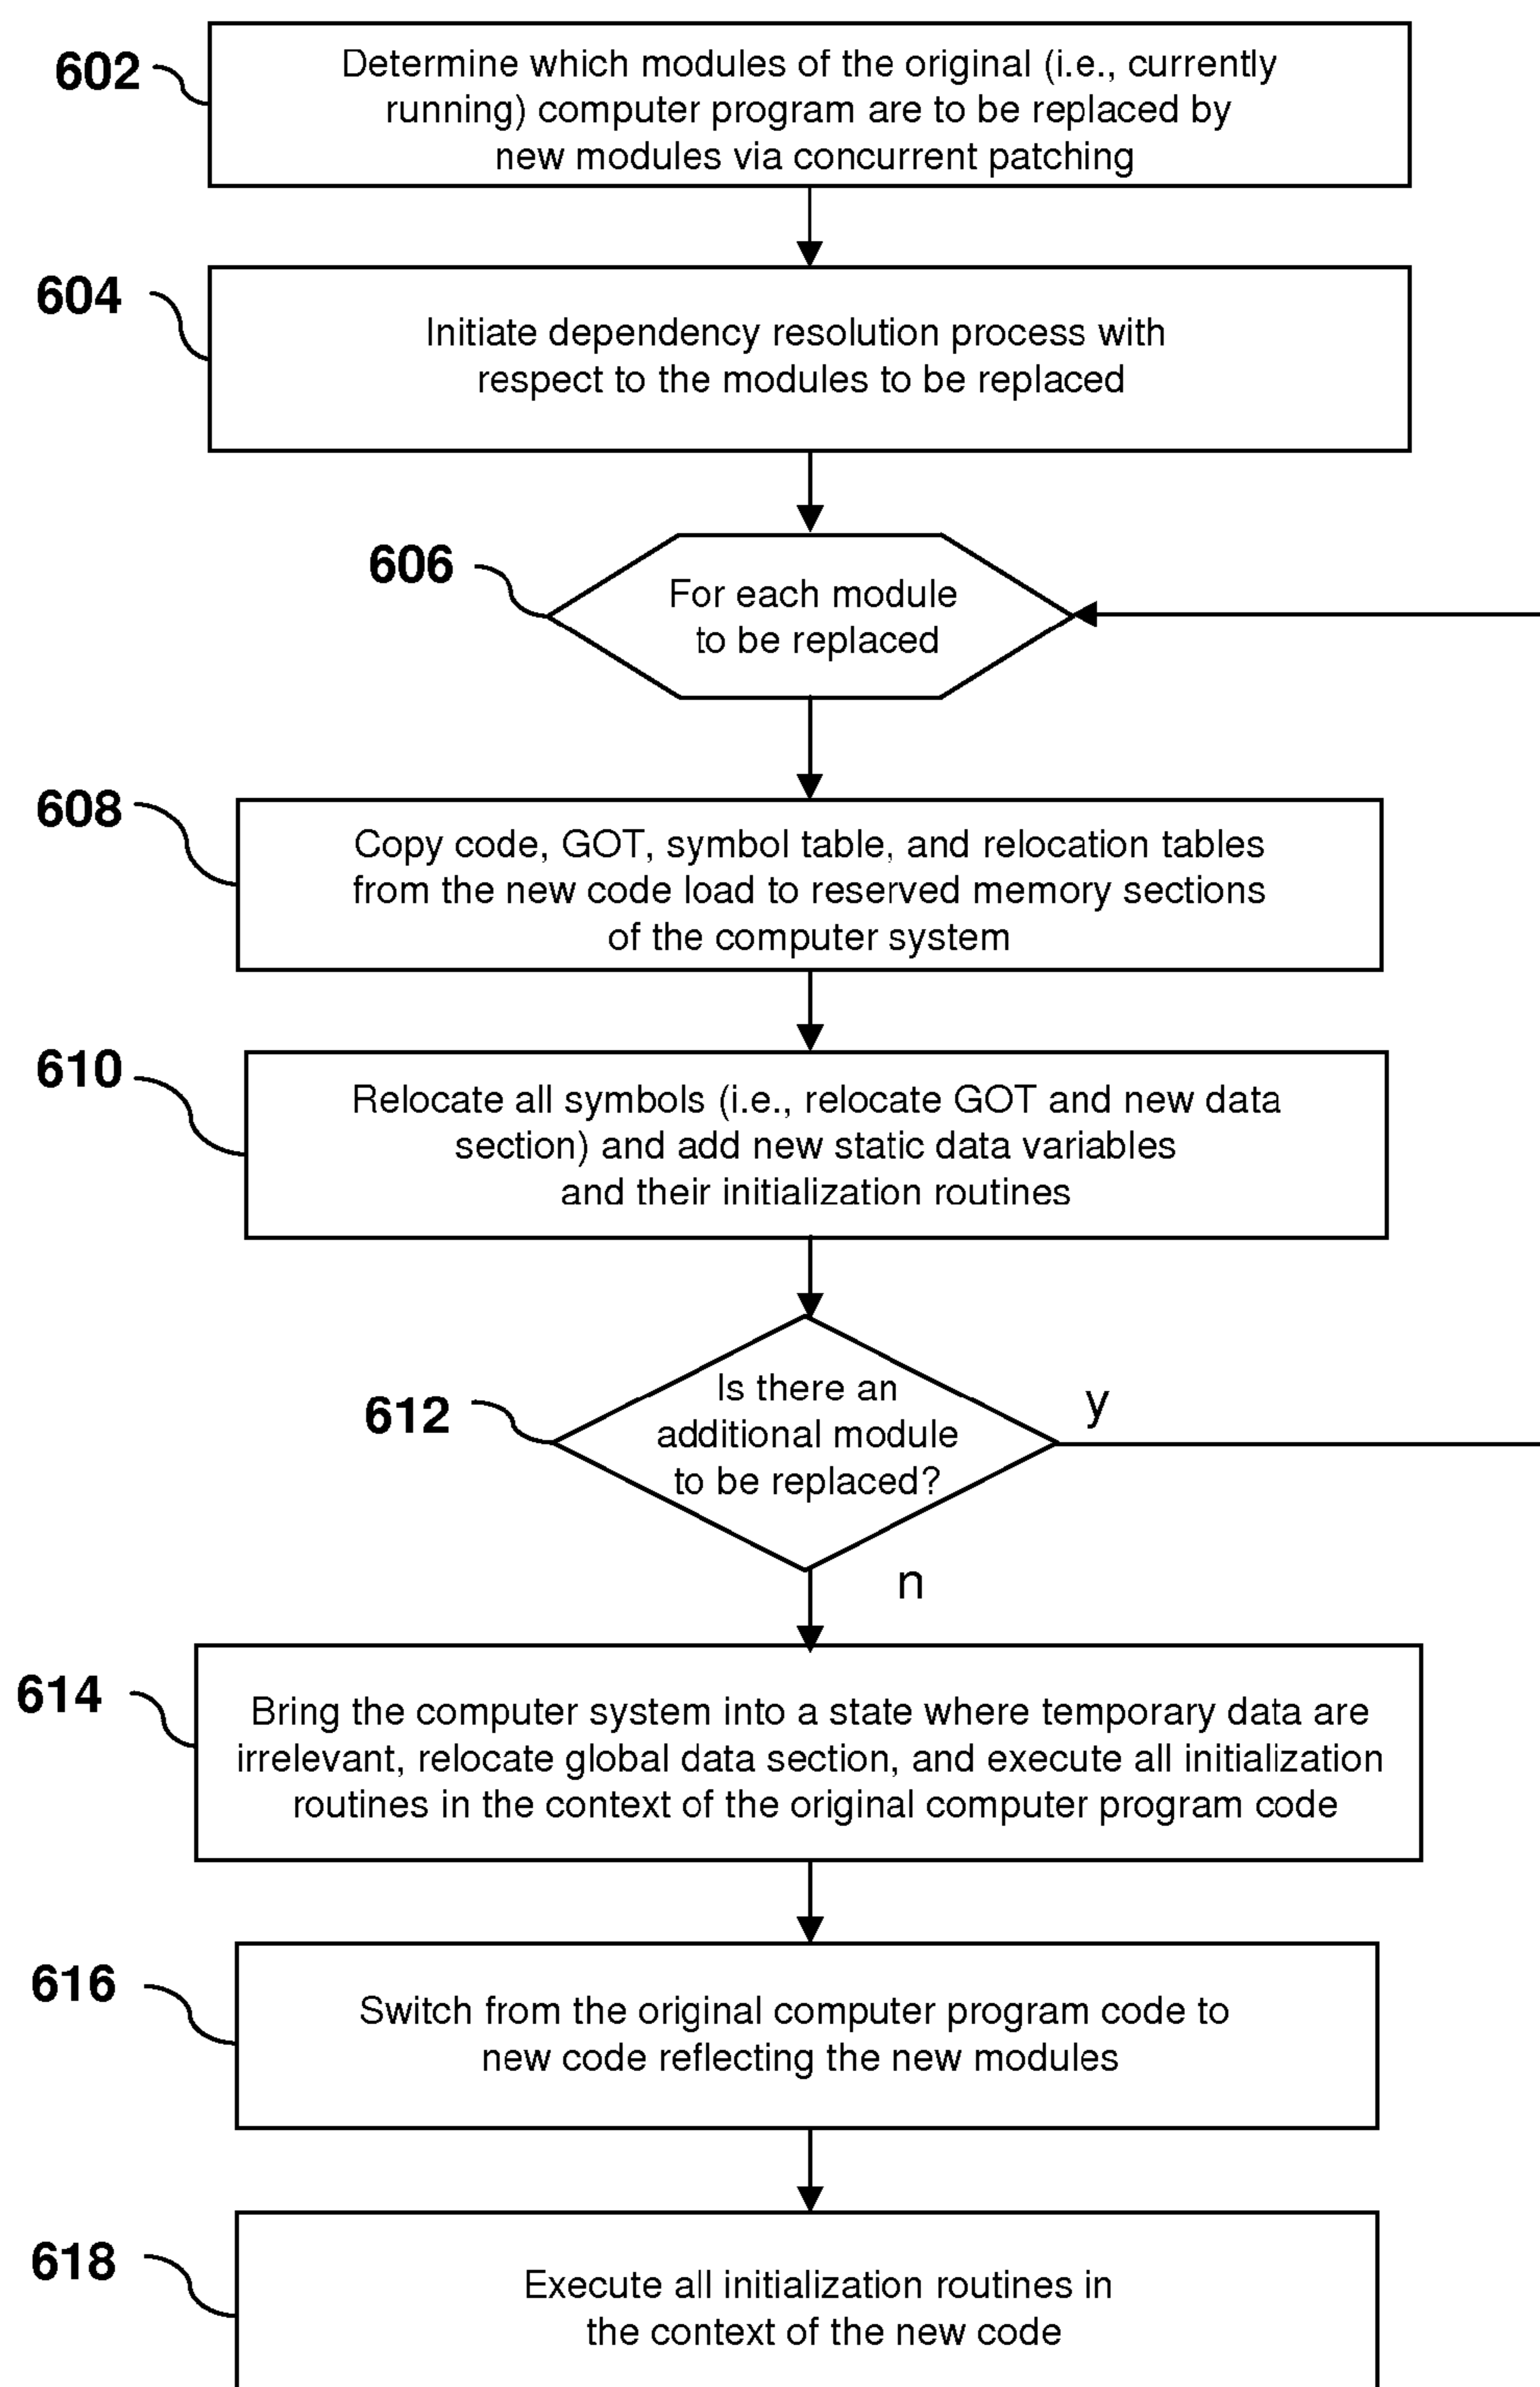 602
Determine which modules of the original (i.e., currently
running) computer program are to be replaced by
new modules via concurrent patching
604
Initiate dependency resolution process with
respect to the modules to be replaced
606
For each module
to be replaced
608
Copy code, GOT, symbol table, and relocation tables
from the new code load to reserved memory sections
of the computer system
610
Relocate all symbols (i.e., relocate GOT and new data
section) and add new static data variables
and their initialization routines
612
Is there an
additional module
to be replaced?
y
n
614
Bring the computer system into a state where temporary data are
irrelevant, relocate global data section, and execute all initialization
routines in the context of the original computer program code
616
Switch from the original computer program code to
new code reflecting the new modules
618
Execute all initialization routines in
the context of the new code